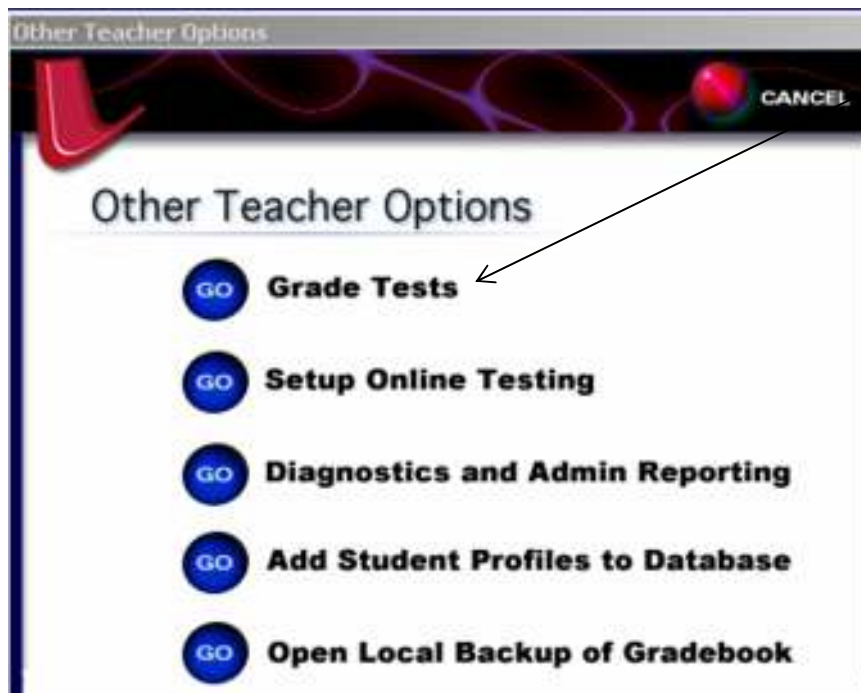 Other Teacher Options
CANCEL
Other Teacher Options
GO Grade Tests
GO Setup Online Testing
GO Diagnostics and Admin Reporting
GO Add Student Profiles to Database
GO Open Local Backup of Gradebook